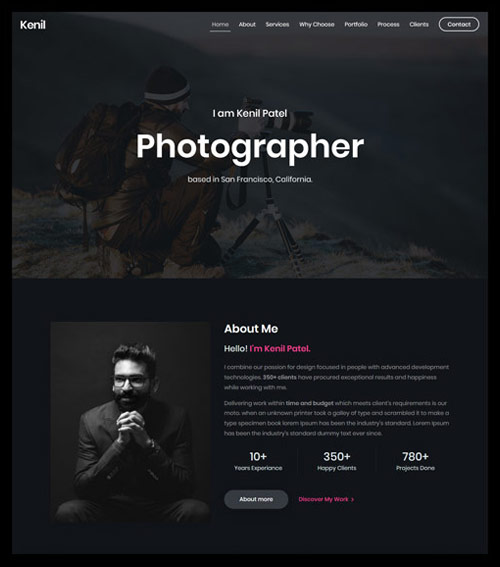 Kenil
Home About Services Why Choose Portfolio Process Clients Contact
I am Kenil Patel
Photographer
based in San Francisco, California.
About Me
Hello! I'm Kenil Patel.
I combine our passion for design focused in people with advanced development
technologies. 350+ clients have procured exceptional results and happiness
while working with me.
Delivering work within time and budget which meets client's requirements is our
moto. when an unknown printer took a galley of type and scrambled it to make a
type specimen book lorem Ipsum has been the industry's standard. Lorem Ipsum
has been the industry's standard dummy text ever since.
10+ 350+ 780+
Years Experiance Happy Clients Projects Done
About more Discover My Work >